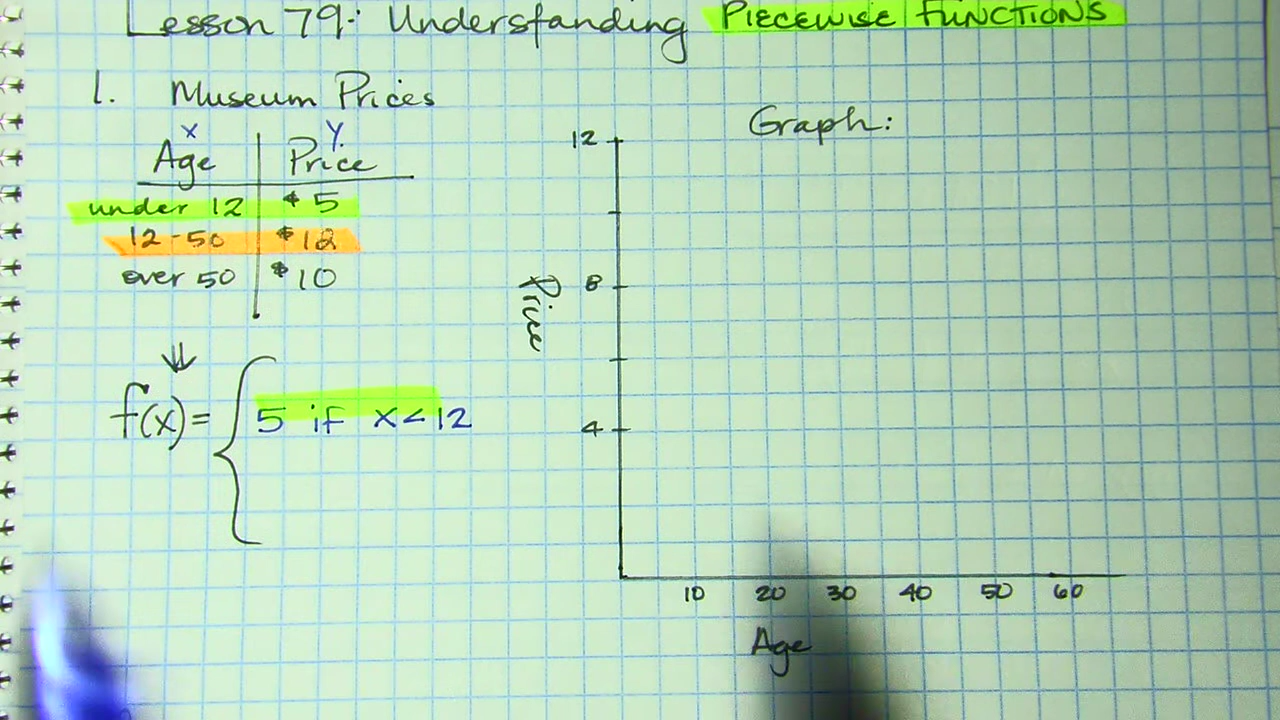 Lesson 79: Understanding PIECEWISE FUNCTIONS
1. Museum Prices
x y
Age Price
under 12 $5
12-50 $12
over 50 $10
f(x) = { 5 if x < 12
Graph:
12
8
4
Price
10 20 30 40 50 60
Age